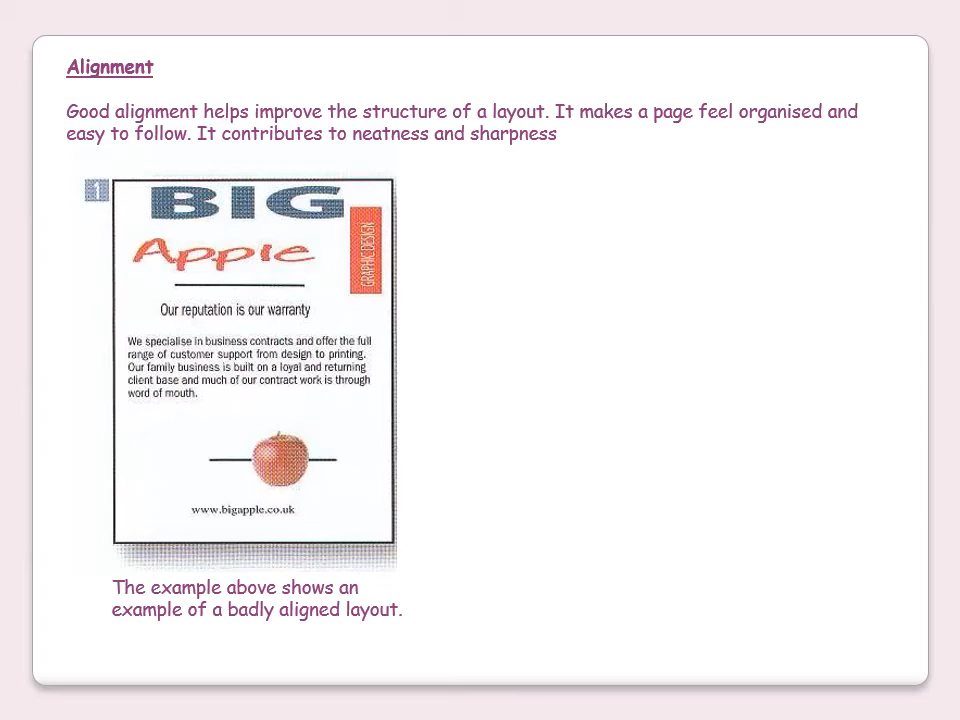 Alignment
Good alignment helps improve the structure of a layout. It makes a page feel organised and
easy to follow. It contributes to neatness and sharpness
1
BIG
Apple
GRAPHIC DESIGN
Our reputation is our warranty
We specialise in business contracts and offer the full
range of customer support from design to printing.
Our family business is built on a loyal and returning
client base and much of our contract work is through
word of mouth.
www.bigapple.co.uk
The example above shows an
example of a badly aligned layout.